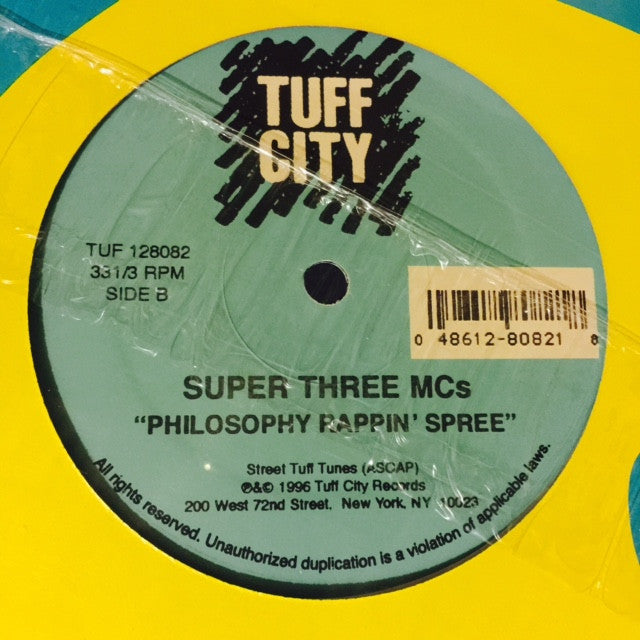 TUFF
CITY
TUF 128082
33 1/3 RPM
SIDE B
0 48612-80821 8
SUPER THREE MCs
“PHILOSOPHY RAPPIN’ SPREE”
Street Tuff Tunes (ASCAP)
℗&© 1996 Tuff City Records
200 West 72nd Street, New York, NY 10023
All rights reserved. Unauthorized duplication is a violation of applicable laws.